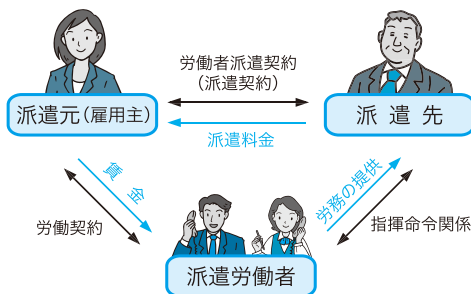 労働者派遣契約
(派遣契約)
派遣元(雇用主)
派遣先
派遣料金
賃金
労務の提供
労働契約
指揮命令関係
派遣労働者